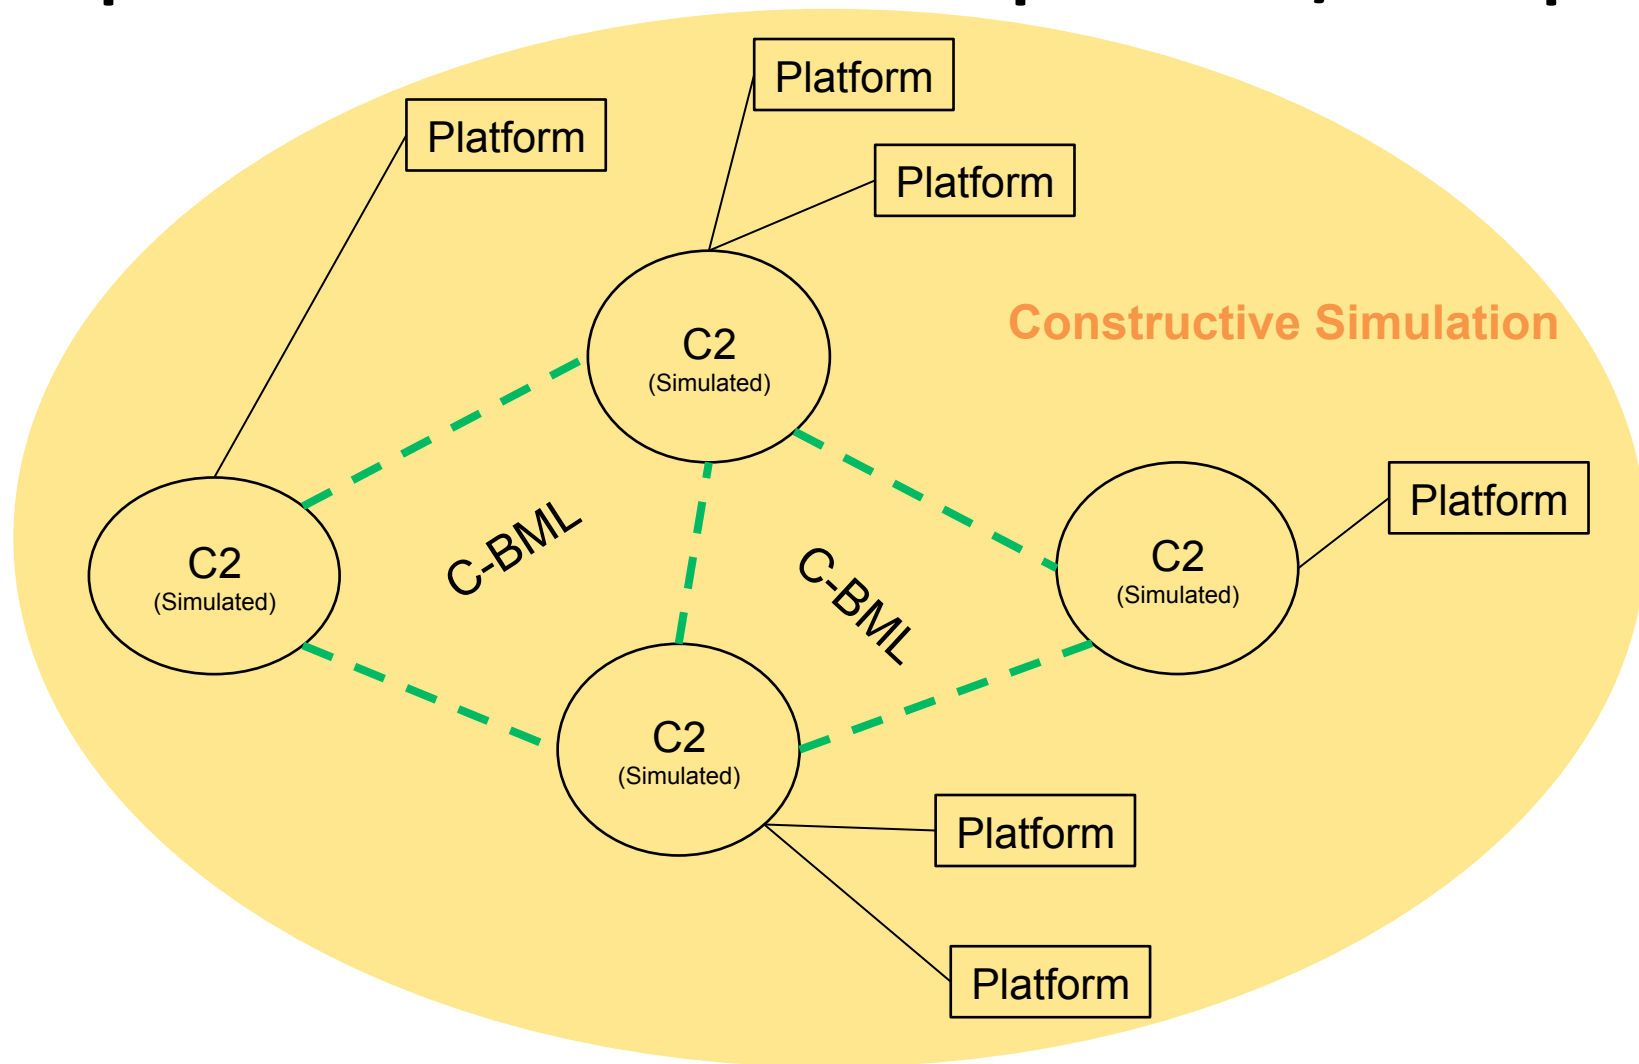 Platform
Platform
Platform
Constructive Simulation
C2
(Simulated)
Platform
C-BML
C-BML
C2
(Simulated)
C2
(Simulated)
C2
(Simulated)
Platform
Platform